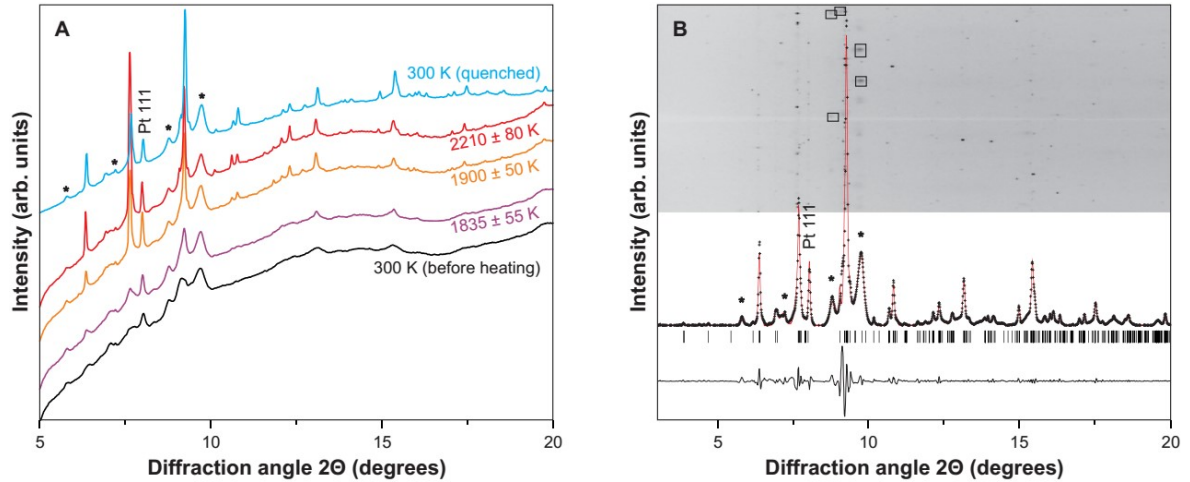 A
300 K (quenched)
Pt 111
2210 ± 80 K
1900 ± 50 K
1835 ± 55 K
300 K (before heating)
* * * *
Intensity (arb. units)
5 10 15 20
Diffraction angle 2Θ (degrees)
B
Pt 111
* * * *
Intensity (arb. units)
5 10 15 20
Diffraction angle 2Θ (degrees)